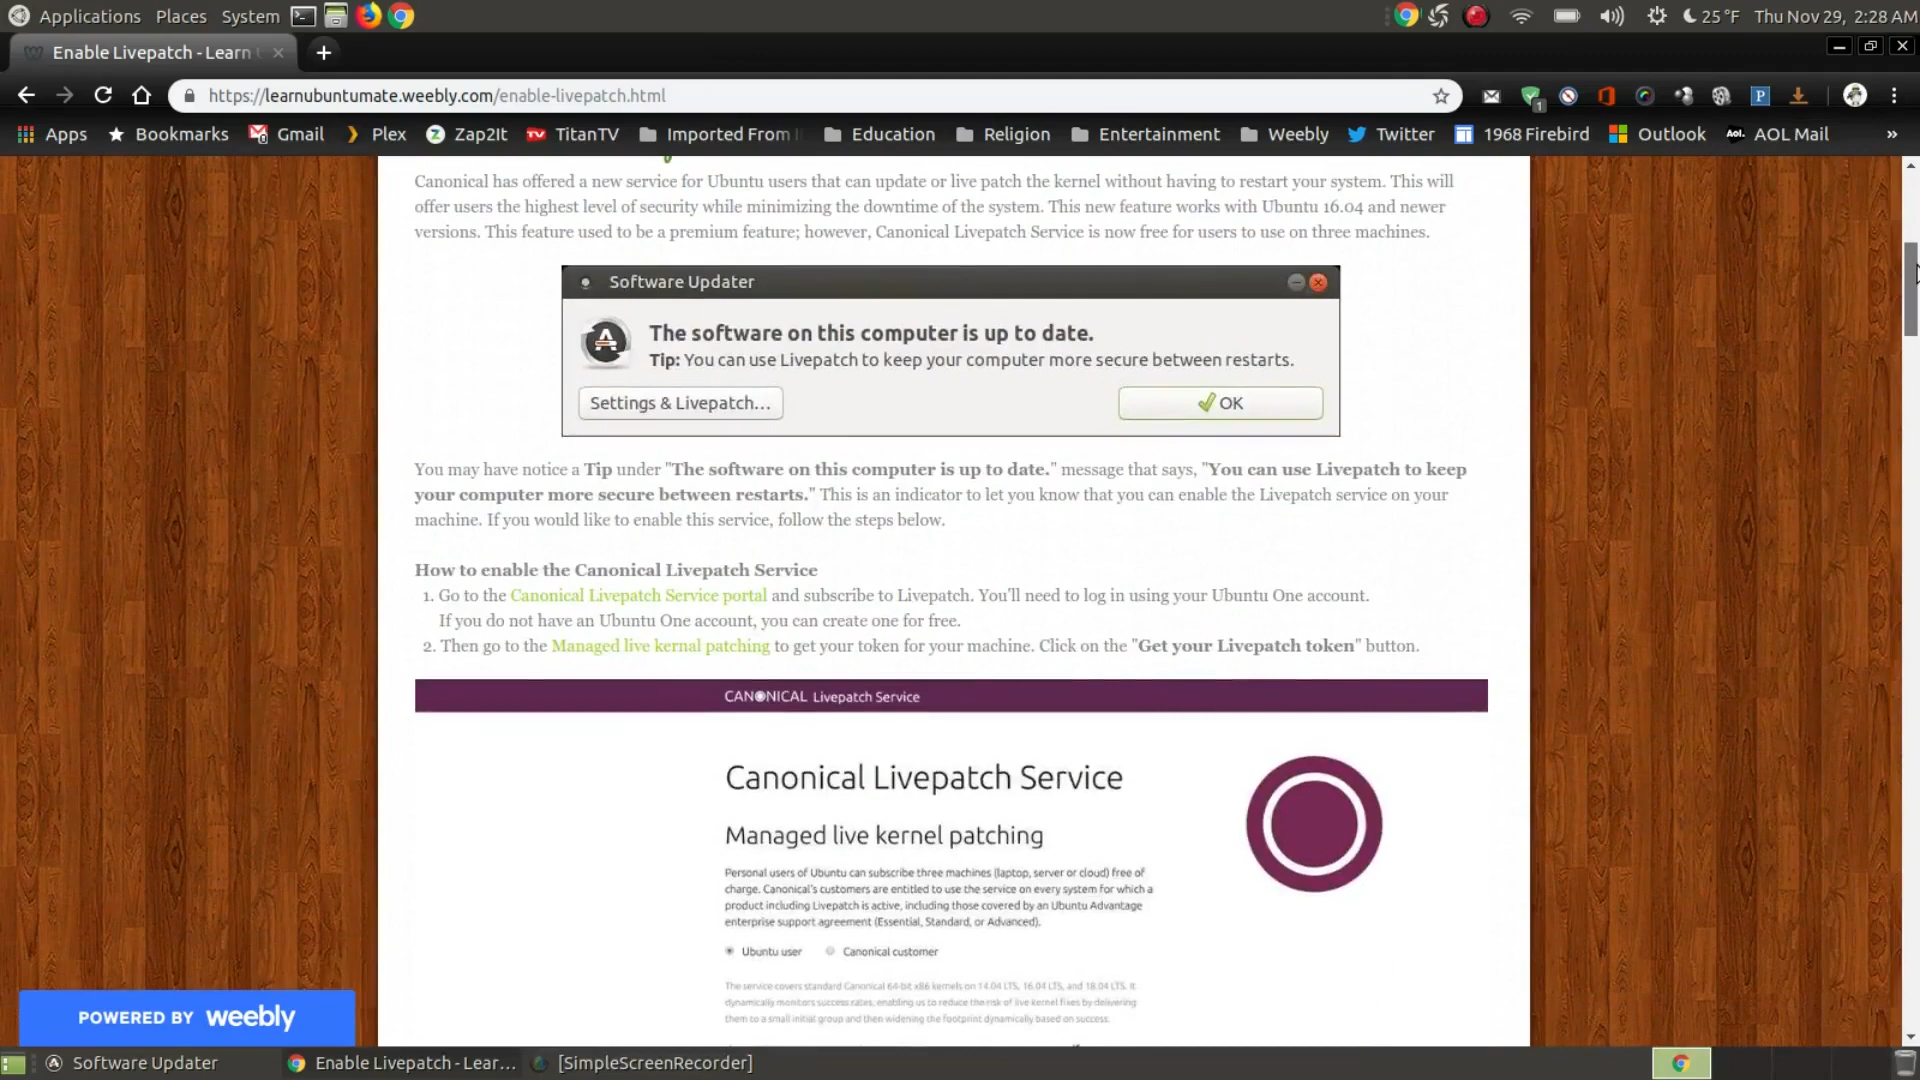 Applications Places System 25 °F Thu Nov 29, 2:28 AM
Enable Livepatch - Learn
https://learnubuntumate.weebly.com/enable-livepatch.html
Apps Bookmarks Gmail Plex Zap2It TitanTV Imported From Education Religion Entertainment Weebly Twitter 1968 Firebird Outlook Aol. AOL Mail »
Canonical has offered a new service for Ubuntu users that can update or live patch the kernel without having to restart your system. This will
offer users the highest level of security while minimizing the downtime of the system. This new feature works with Ubuntu 16.04 and newer
versions. This feature used to be a premium feature; however, Canonical Livepatch Service is now free for users to use on three machines.
Software Updater
The software on this computer is up to date.
Tip: You can use Livepatch to keep your computer more secure between restarts.
Settings & Livepatch... OK
You may have notice a Tip under "The software on this computer is up to date." message that says, "You can use Livepatch to keep
your computer more secure between restarts." This is an indicator to let you know that you can enable the Livepatch service on your
machine. If you would like to enable this service, follow the steps below.
How to enable the Canonical Livepatch Service
1. Go to the Canonical Livepatch Service portal and subscribe to Livepatch. You'll need to log in using your Ubuntu One account.
If you do not have an Ubuntu One account, you can create one for free.
2. Then go to the Managed live kernal patching to get your token for your machine. Click on the "Get your Livepatch token" button.
CANONICAL Livepatch Service
Canonical Livepatch Service
Managed live kernel patching
Personal users of Ubuntu can subscribe three machines (laptop, server or cloud) free of
charge. Canonical's customers are entitled to use the service on every system for which a
product including Livepatch is active, including those covered by an Ubuntu Advantage
enterprise support agreement (Essential, Standard, or Advanced).
Ubuntu user Canonical customer
The service covers standard Canonical 64-bit x86 kernels on 14.04 LTS, 16.04 LTS, and 18.04 LTS. It
dynamically monitors success rates, enabling us to reduce the risk of live kernel fixes by delivering
them to a small initial group and then widening the footprint dynamically based on success.
POWERED BY weebly
Software Updater Enable Livepatch - Lear... [SimpleScreenRecorder]